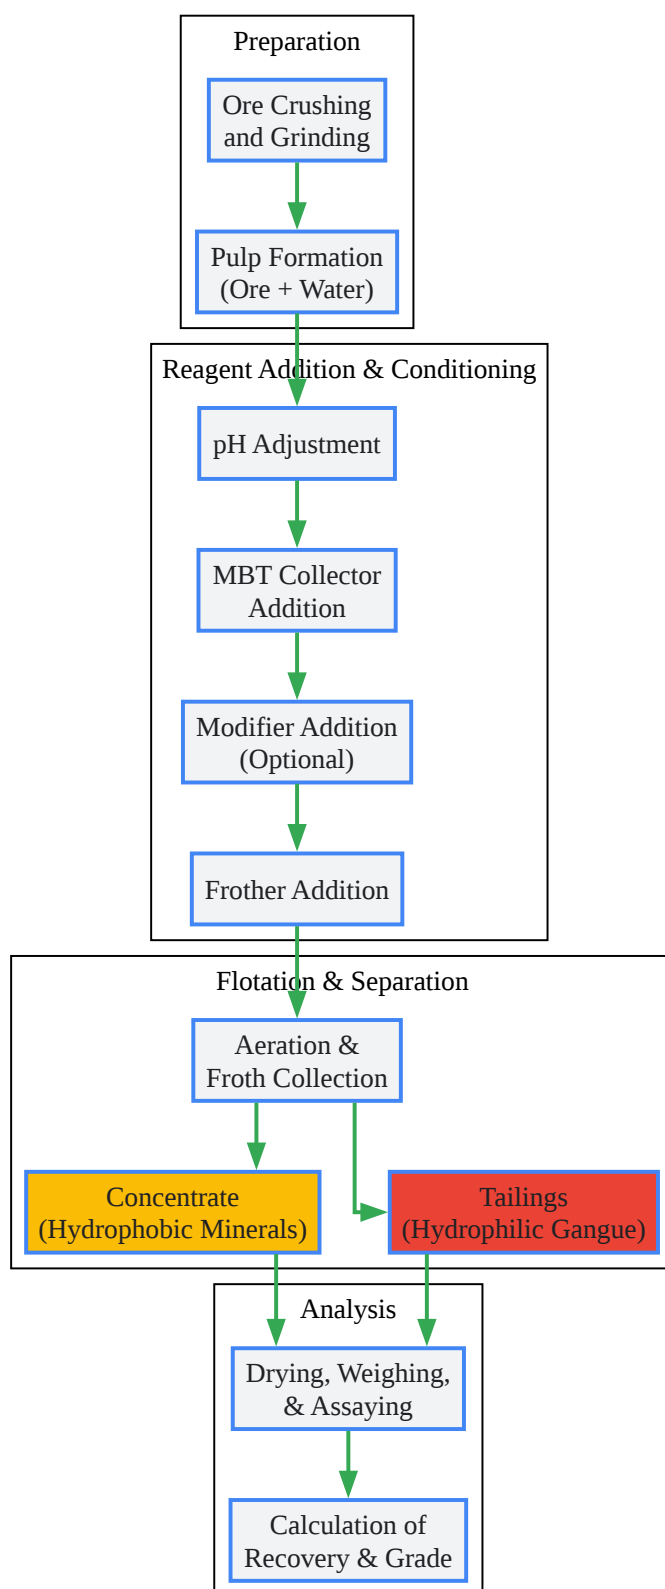 Preparation
Ore Crushing
and Grinding
Pulp Formation
(Ore + Water)
Reagent Addition & Conditioning
pH Adjustment
MBT Collector
Addition
Modifier Addition
(Optional)
Frother Addition
Flotation & Separation
Aeration &
Froth Collection
Concentrate
(Hydrophobic Minerals)
Tailings
(Hydrophilic Gangue)
Analysis
Drying, Weighing,
& Assaying
Calculation of
Recovery & Grade